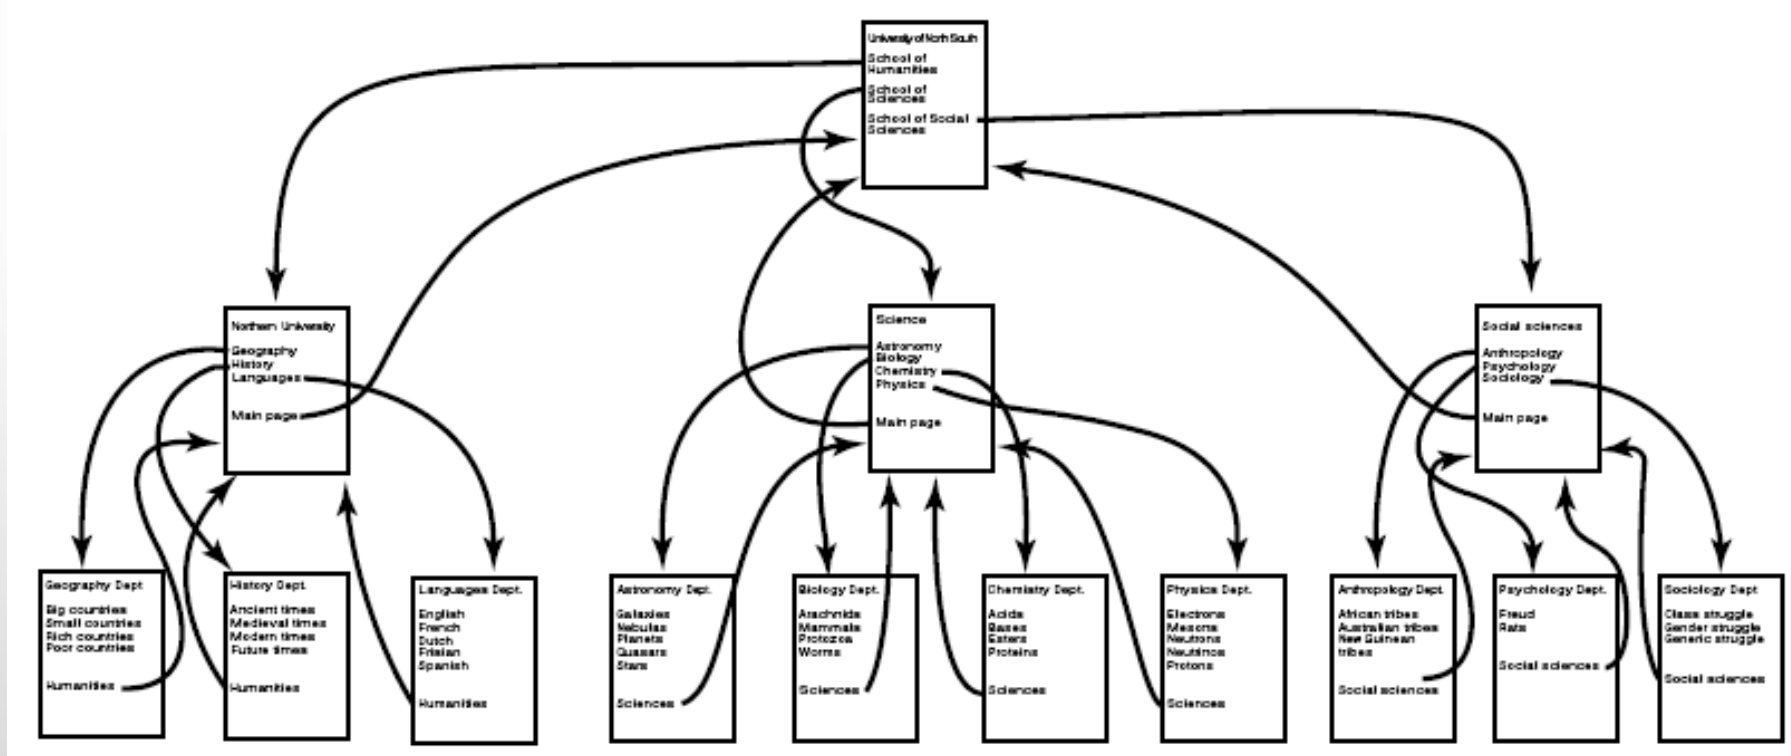 University of North South
School of
Humanities
School of
Sciences
School of Social
Sciences
Northern University
Geography
History
Languages
Main page
Science
Astronomy
Biology
Chemistry
Physics
Main page
Social sciences
Anthropology
Psychology
Sociology
Main page
Geography Dept
Big countries
Small countries
Rich countries
Poor countries
Humanities
History Dept.
Ancient times
Medieval times
Modern times
Future times
Humanities
Languages Dept.
English
French
Dutch
Frisian
Spanish
Humanities
Astronomy Dept.
Galaxies
Nebulas
Planets
Quasars
Stars
Sciences
Biology Dept.
Arachnids
Mammals
Protozoa
Worms
Sciences
Chemistry Dept.
Acids
Bases
Esters
Proteins
Sciences
Physics Dept.
Electrons
Mesons
Neutrons
Neutrinos
Protons
Sciences
Anthropology Dept
African tribes
Australian tribes
New Guinean
tribes
Social sciences
Psychology Dept.
Freud
Rats
Social sciences
Sociology Dept
Class struggle
Gender struggle
Generic struggle
Social sciences